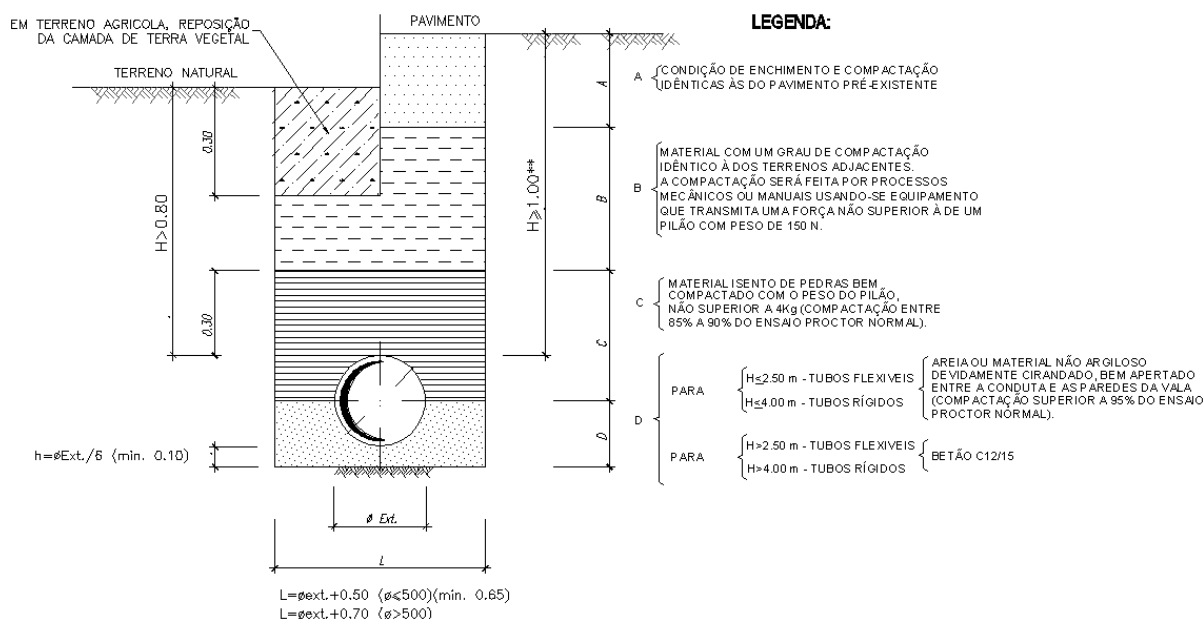 EM TERRENO AGRICOLA, REPOSIÇÃO
DA CAMADA DE TERRA VEGETAL
PAVIMENTO
TERRENO NATURAL
0.30
H>0.80
0.30
H⩾1.00**
A
B
C
D
h=øExt./6 (min. 0.10)
ø Ext.
L
L=øext.+0.50 (ø⩽500)(min. 0.65)
L=øext.+0.70 (ø>500)
LEGENDA:
A
CONDIÇÃO DE ENCHIMENTO E COMPACTAÇÃO
IDÊNTICAS ÀS DO PAVIMENTO PRÉ-EXISTENTE
B
MATERIAL COM UM GRAU DE COMPACTAÇÃO
IDÊNTICO À DOS TERRENOS ADJACENTES.
A COMPACTAÇÃO SERÁ FEITA POR PROCESSOS
MECÂNICOS OU MANUAIS USANDO-SE EQUIPAMENTO
QUE TRANSMITA UMA FORÇA NÃO SUPERIOR À DE UM
PILÃO COM PESO DE 150 N.
C
MATERIAL ISENTO DE PEDRAS BEM
COMPACTADO COM O PESO DO PILÃO,
NÃO SUPERIOR A 4Kg (COMPACTAÇÃO ENTRE
85% A 90% DO ENSAIO PROCTOR NORMAL).
D
PARA
H≤2.50 m - TUBOS FLEXIVEIS
H≤4.00 m - TUBOS RÍGIDOS
AREIA OU MATERIAL NÃO ARGILOSO
DEVIDAMENTE CIRANDADO, BEM APERTADO
ENTRE A CONDUTA E AS PAREDES DA VALA
(COMPACTAÇÃO SUPERIOR A 95% DO ENSAIO
PROCTOR NORMAL).
PARA
H>2.50 m - TUBOS FLEXIVEIS
H>4.00 m - TUBOS RÍGIDOS
BETÃO C12/15